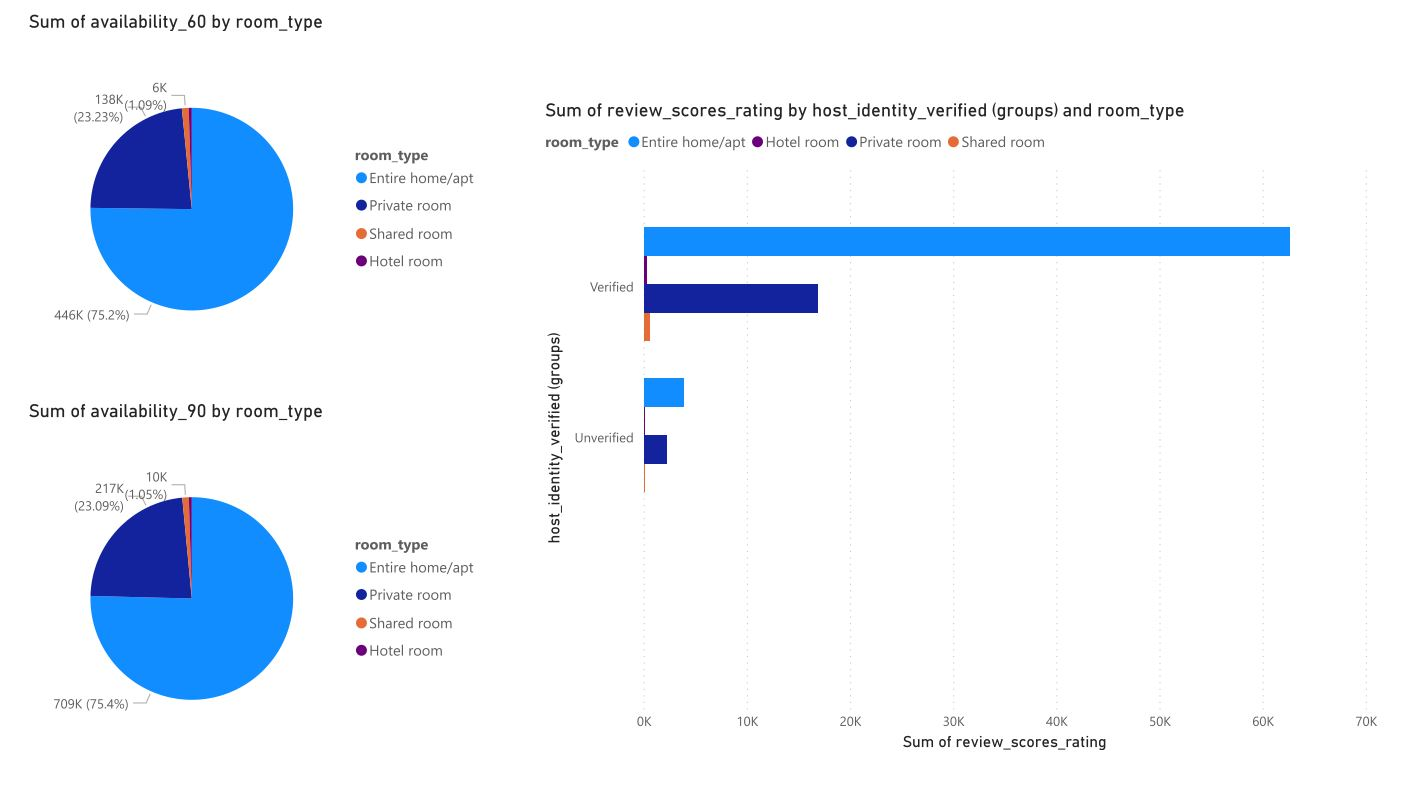 Sum of availability_60 by room_type
6K
(1.09%)
138K
(23.23%)
446K (75.2%)
room_type
Entire home/apt
Private room
Shared room
Hotel room
Sum of availability_90 by room_type
10K
(1.05%)
217K
(23.09%)
709K (75.4%)
room_type
Entire home/apt
Private room
Shared room
Hotel room
Sum of review_scores_rating by host_identity_verified (groups) and room_type
room_type Entire home/apt Hotel room Private room Shared room
host_identity_verified (groups)
Verified
Unverified
0K 10K 20K 30K 40K 50K 60K 70K
Sum of review_scores_rating